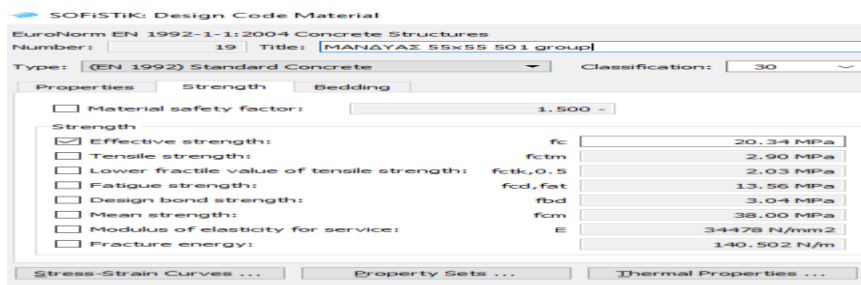 SOFiSTiK: Design Code Material
EuroNorm EN 1992-1-1:2004 Concrete Structures
Number: 19 Title: ΜΑΝΔΥΑΣ 55x55 501 group
Type: (EN 1992) Standard Concrete Classification: 30
Properties Strength Bedding
Material safety factor: 1.500 -
Strength
Effective strength: fc 20.34 MPa
Tensile strength: fctm 2.90 MPa
Lower fractile value of tensile strength: fctk,0.5 2.03 MPa
Fatigue strength: fcd,fat 13.56 MPa
Design bond strength: fbd 3.04 MPa
Mean strength: fcm 38.00 MPa
Modulus of elasticity for service: E 34478 N/mm2
Fracture energy: 140.502 N/m
Stress-Strain Curves ... Property Sets ... Thermal Properties ...